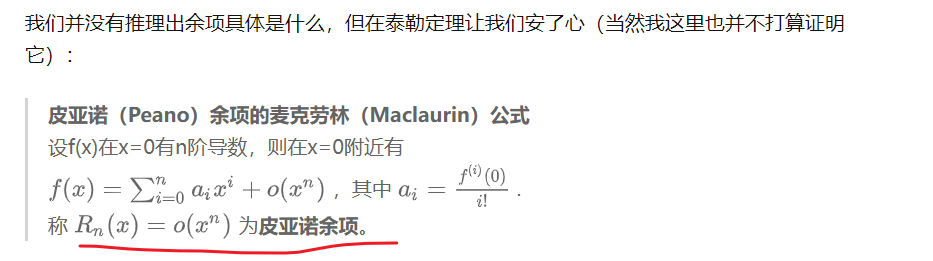 我们并没有推理出余项具体是什么，但在泰勒定理让我们安了心（当然我这里也并不打算证明
它）：
皮亚诺（Peano）余项的麦克劳林（Maclaurin）公式
设f(x)在x=0有n阶导数，则在x=0附近有
f(x) = ∑_{i=0}^{n} a_i x^i + o(x^n) ，其中 a_i = \frac{f^{(i)}(0)}{i!} .
称 R_n(x) = o(x^n) 为皮亚诺余项。